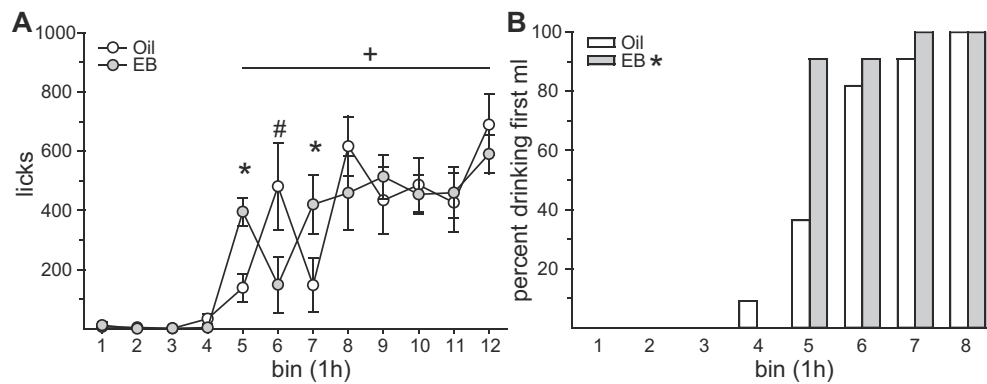 A
1000
800
600
400
200
licks
Oil
EB
+
*
#
*
1 2 3 4 5 6 7 8 9 10 11 12
bin (1h)
B
100
80
60
40
20
percent drinking first ml
Oil
EB *
1 2 3 4 5 6 7 8
bin (1h)